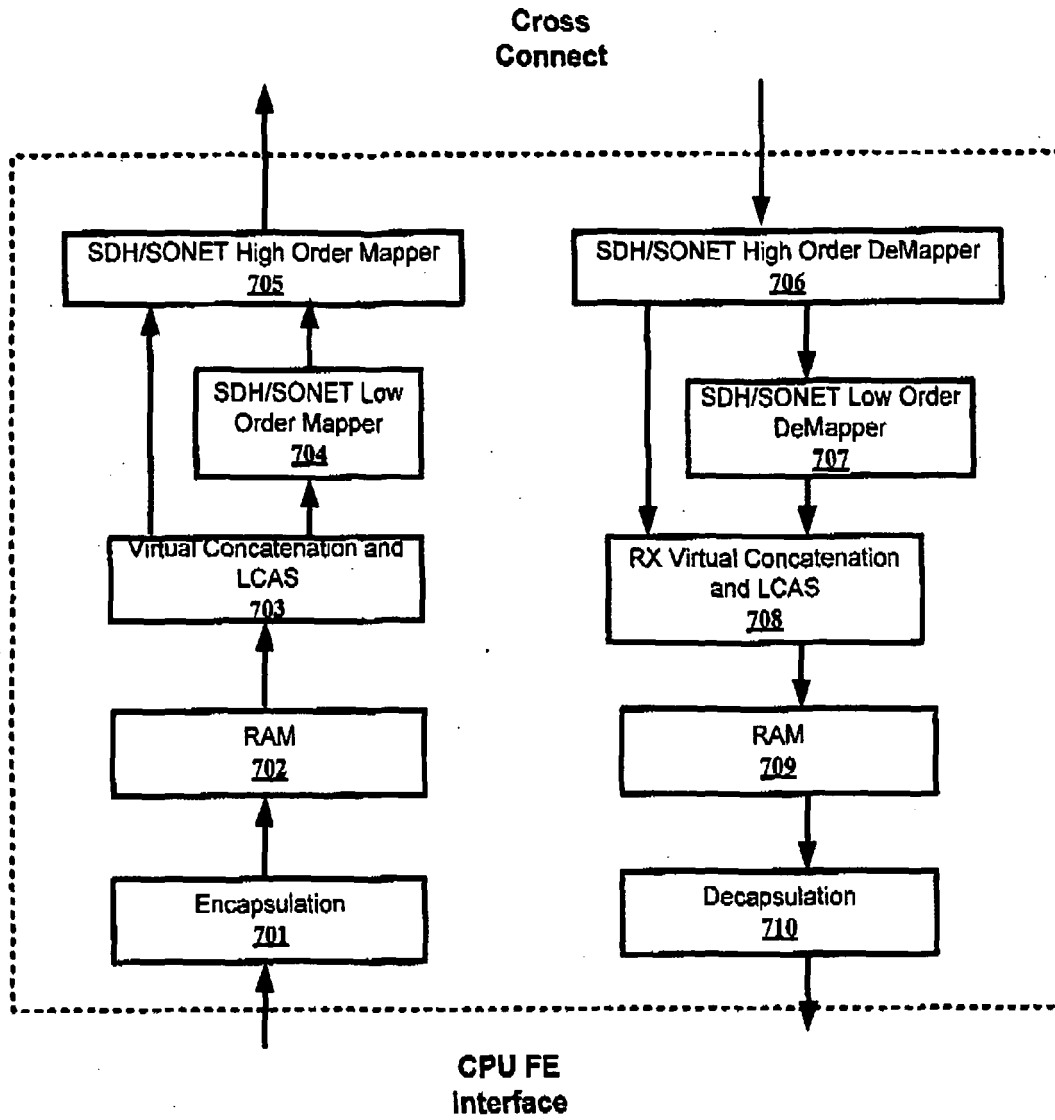 Cross
Connect
SDH/SONET High Order Mapper
705
SDH/SONET High Order DeMapper
706
SDH/SONET Low
Order Mapper
704
SDH/SONET Low Order
DeMapper
707
Virtual Concatenation and
LCAS
703
RX Virtual Concatenation
and LCAS
708
RAM
702
RAM
709
Encapsulation
701
Decapsulation
710
CPU FE
Interface